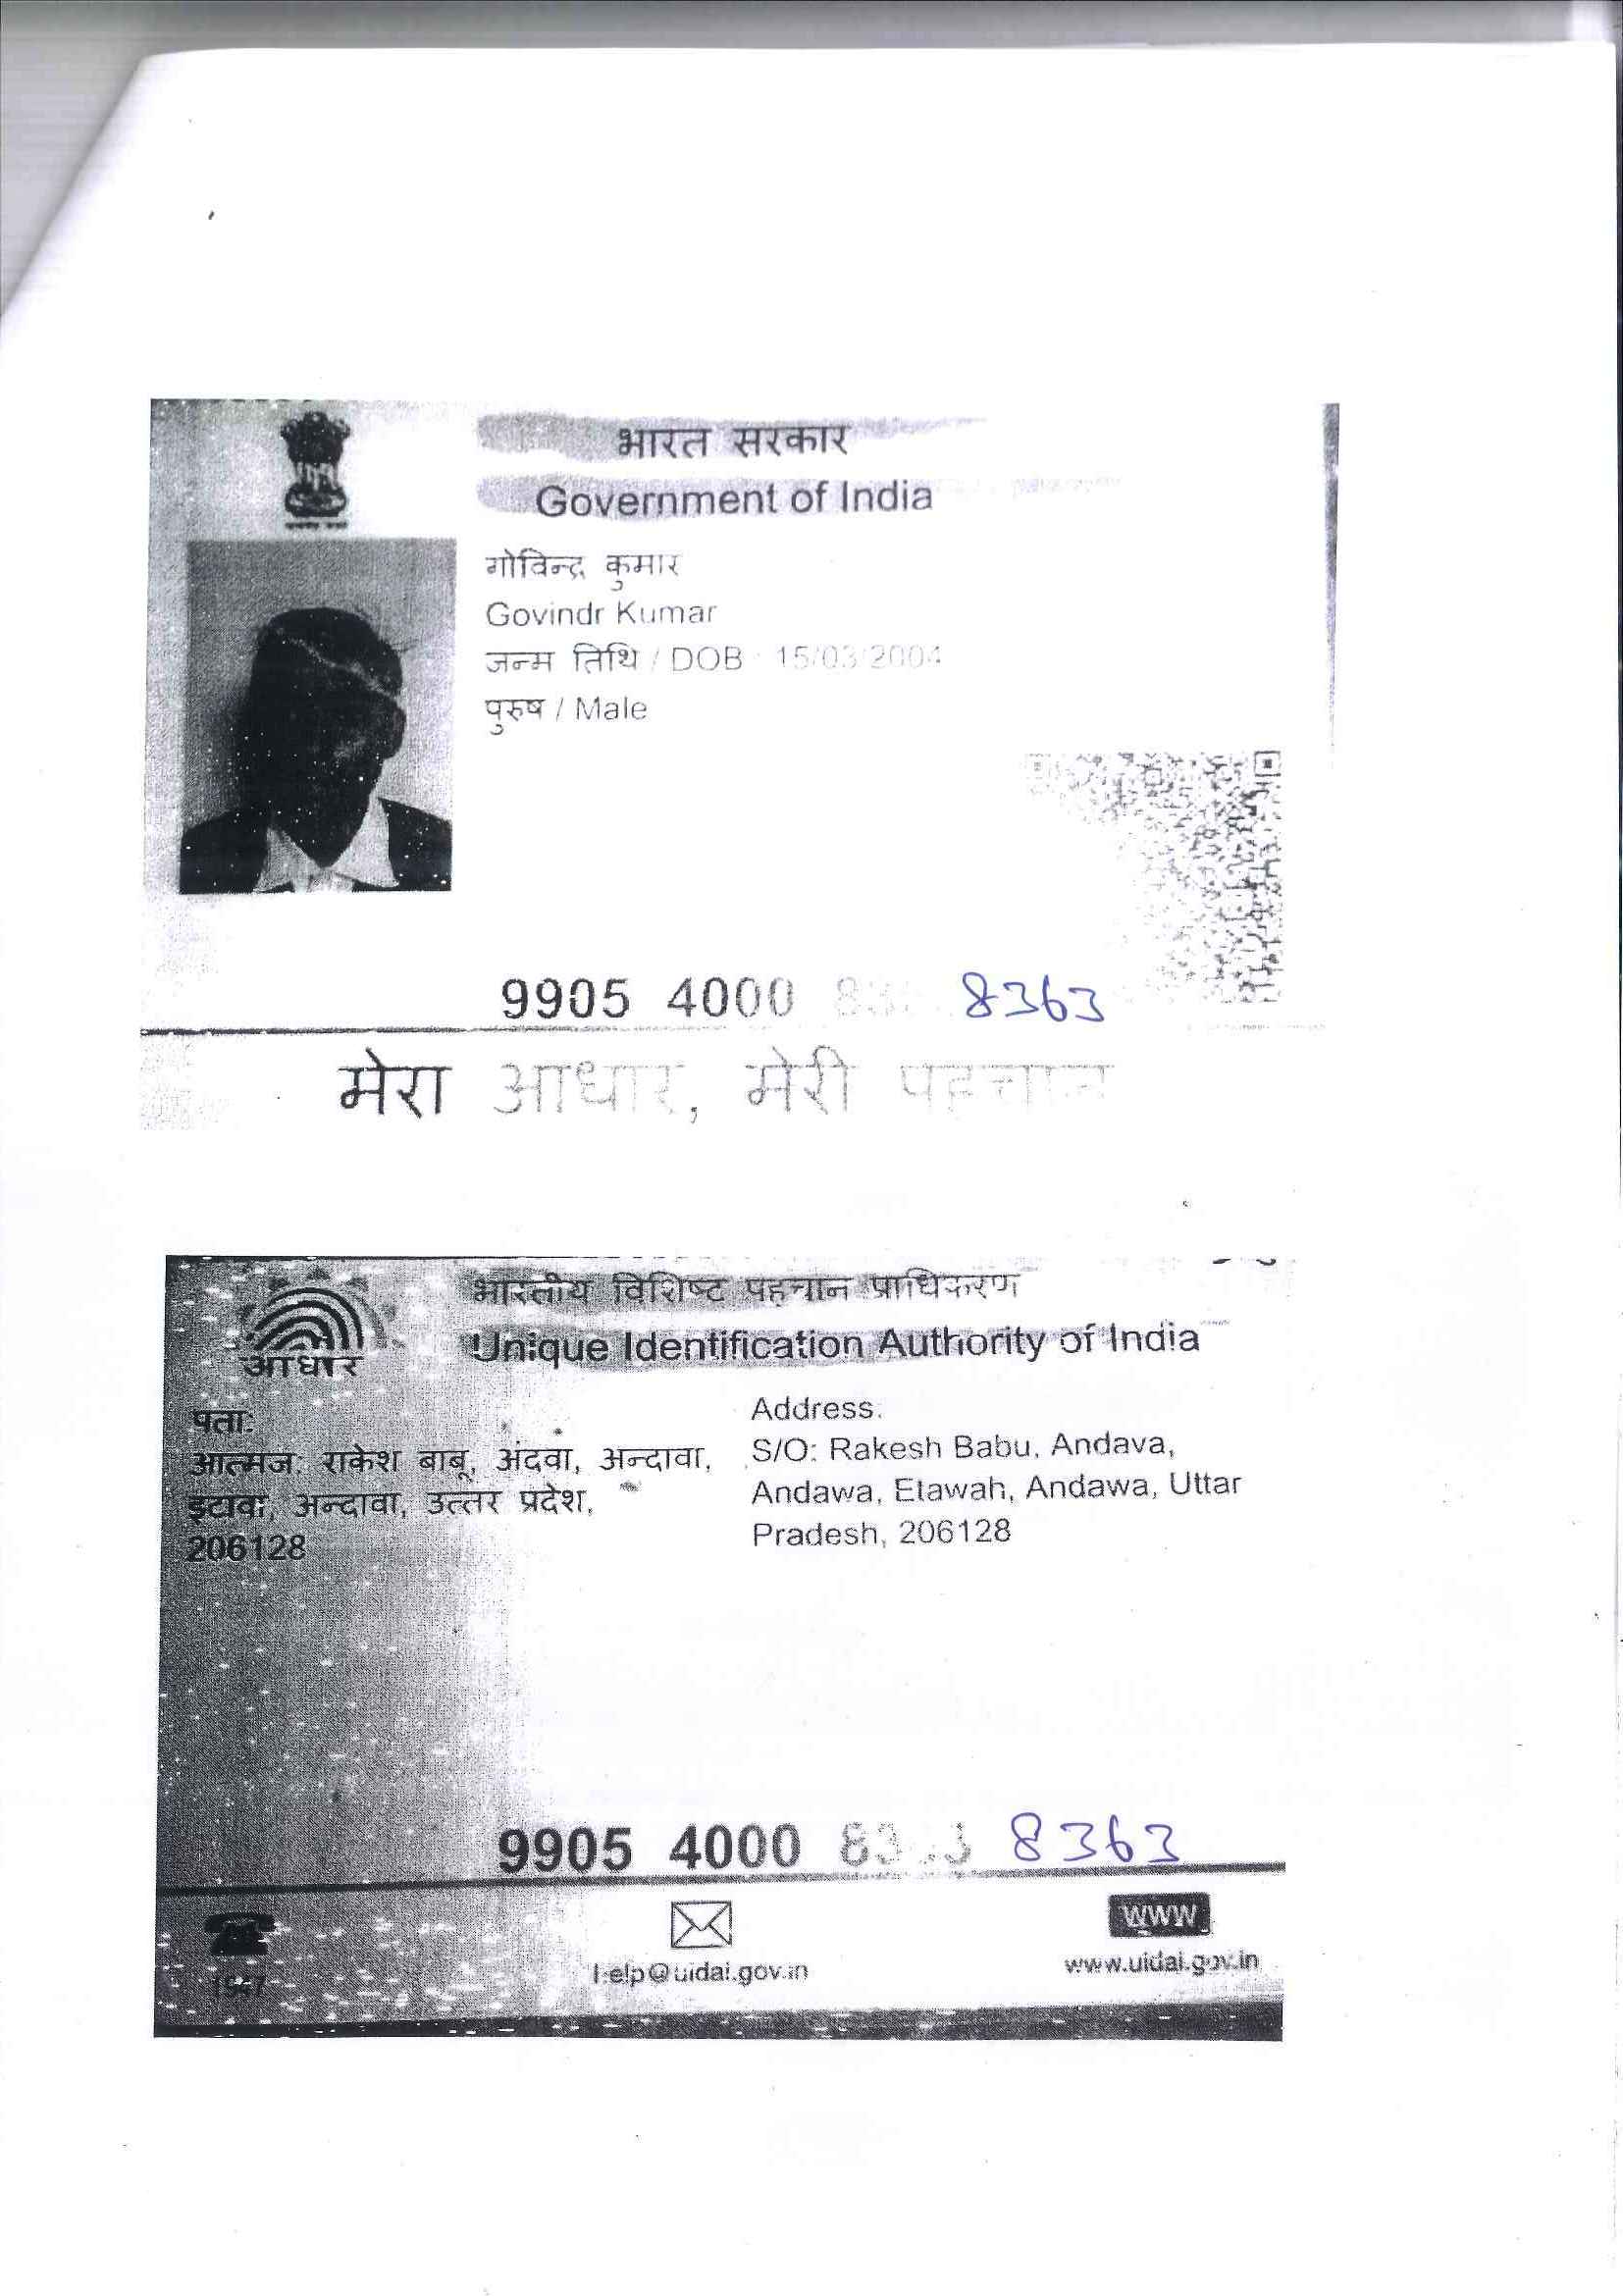 भारत सरकार
Government of India
गोविन्द्र कुमार
Govindr Kumar
जन्म तिथि / DOB : 15/03/2004
पुरुष / Male
9905 4000 8363
मेरा आधार, मेरी पहचान
भारतीय विशिष्ट पहचान प्राधिकरण
Unique Identification Authority of India
आधार
पता:
आत्मज: राकेश बाबू, अंदवा, अन्दावा,
इटावा, अन्दावा, उत्तर प्रदेश,
206128
Address:
S/O: Rakesh Babu, Andava,
Andawa, Etawah, Andawa, Uttar
Pradesh, 206128
9905 4000 8363
1947
help@uidai.gov.in
www
www.uidai.gov.in